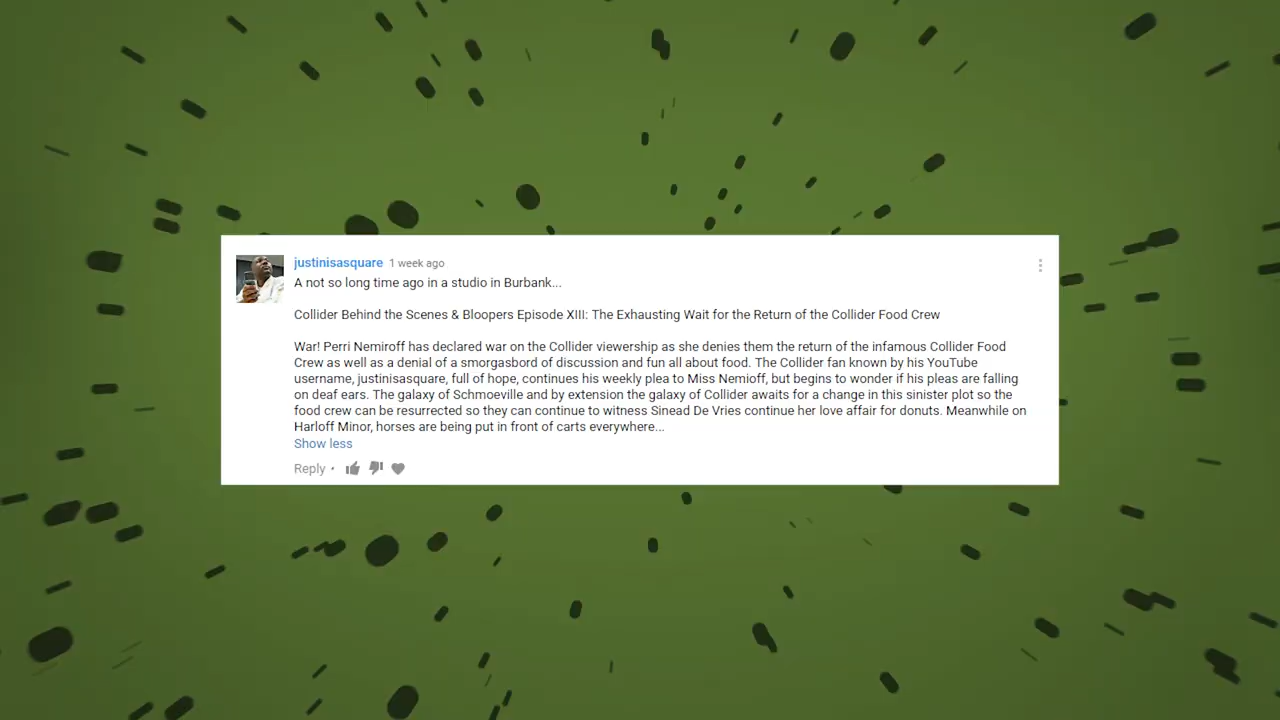 justinisasquare 1 week ago
A not so long time ago in a studio in Burbank...
Collider Behind the Scenes & Bloopers Episode XIII: The Exhausting Wait for the Return of the Collider Food Crew
War! Perri Nemiroff has declared war on the Collider viewership as she denies them the return of the infamous Collider Food
Crew as well as a denial of a smorgasbord of discussion and fun all about food. The Collider fan known by his YouTube
username, justinisasquare, full of hope, continues his weekly plea to Miss Nemioff, but begins to wonder if his pleas are falling
on deaf ears. The galaxy of Schmoeville and by extension the galaxy of Collider awaits for a change in this sinister plot so the
food crew can be resurrected so they can continue to witness Sinead De Vries continue her love affair for donuts. Meanwhile on
Harloff Minor, horses are being put in front of carts everywhere...
Show less
Reply •